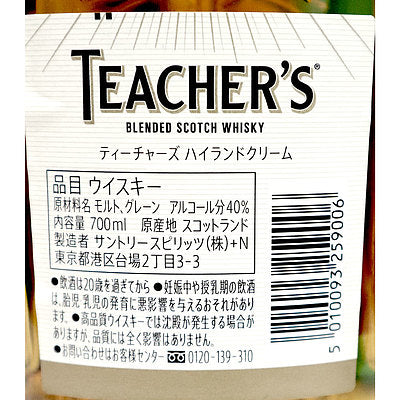 TEACHER'S®
BLENDED SCOTCH WHISKY
ティーチャーズ ハイランドクリーム
品目 ウイスキー
原材料名 モルト、グレーン アルコール分40%
内容量 700ml 原産地 スコットランド
製造者 サントリースピリッツ(株)+N
東京都港区台場2丁目3-3
●飲酒は20歳を過ぎてから ●妊娠中や授乳期の飲酒
は、胎児・乳児の発育に悪影響を与えるおそれがあり
ます。●高品質ウイスキーでは沈殿が発生する場合が
ありますが、品質には全く影響はありません。
●お問い合わせはお客様センター 0120-139-310
5 010093 259006